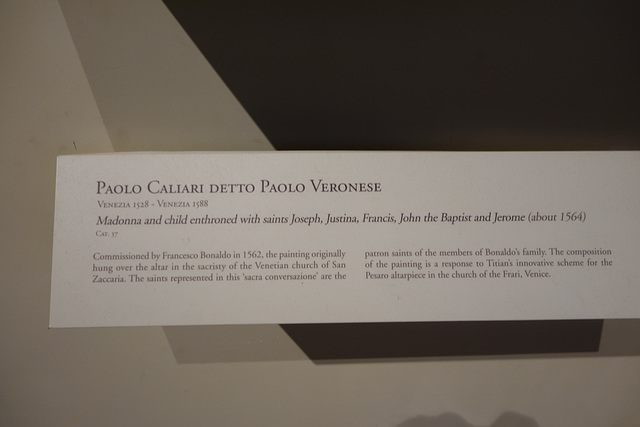 PAOLO CALIARI DETTO PAOLO VERONESE
VENEZIA 1528 - VENEZIA 1588
Madonna and child enthroned with saints Joseph, Justina, Francis, John the Baptist and Jerome (about 1564)
CAT. 37
Commissioned by Francesco Bonaldo in 1562, the painting originally
hung over the altar in the sacristy of the Venetian church of San
Zaccaria. The saints represented in this 'sacra conversazione' are the
patron saints of the members of Bonaldo's family. The composition
of the painting is a response to Titian's innovative scheme for the
Pesaro altarpiece in the church of the Frari, Venice.